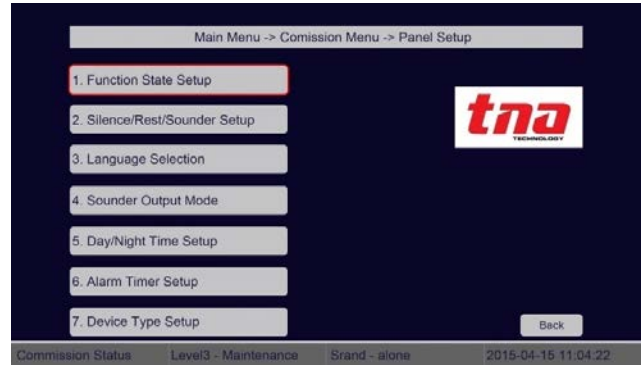 Main Menu -> Comission Menu -> Panel Setup
1. Function State Setup
2. Silence/Rest/Sounder Setup
tna
TECHNOLOGY
3. Language Selection
4. Sounder Output Mode
5. Day/Night Time Setup
6. Alarm Timer Setup
7. Device Type Setup
Back
Commission Status Level3 - Maintenance Srand - alone 2015-04-15 11:04:22